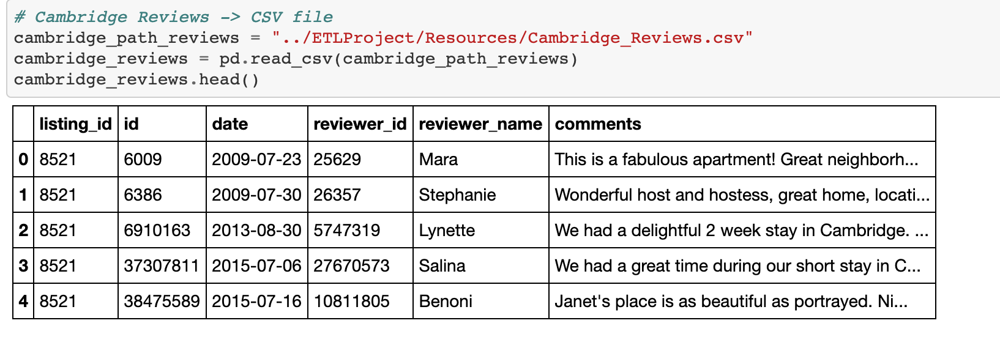 # Cambridge Reviews -> CSV file
cambridge_path_reviews = "../ETLProject/Resources/Cambridge_Reviews.csv"
cambridge_reviews = pd.read_csv(cambridge_path_reviews)
cambridge_reviews.head()
listing_id id date reviewer_id reviewer_name comments
0 8521 6009 2009-07-23 25629 Mara This is a fabulous apartment! Great neighborh...
1 8521 6386 2009-07-30 26357 Stephanie Wonderful host and hostess, great home, locati...
2 8521 6910163 2013-08-30 5747319 Lynette We had a delightful 2 week stay in Cambridge. ...
3 8521 37307811 2015-07-06 27670573 Salina We had a great time during our short stay in C...
4 8521 38475589 2015-07-16 10811805 Benoni Janet's place is as beautiful as portrayed. Ni...